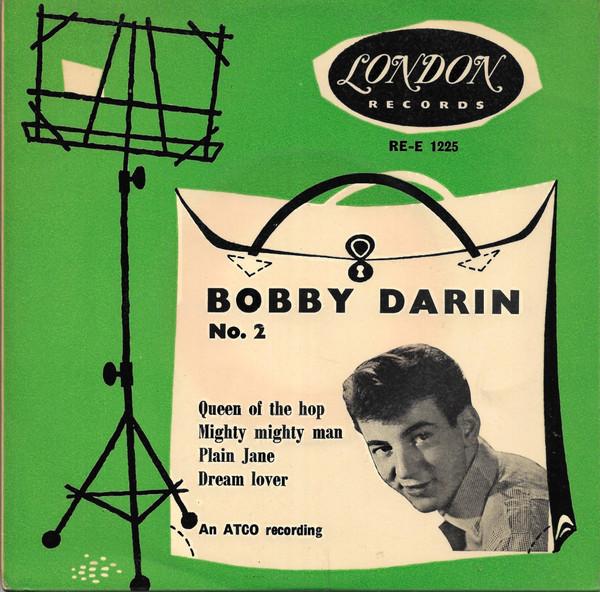 LONDON
RECORDS
RE-E 1225
BOBBY DARIN
No. 2
Queen of the hop
Mighty mighty man
Plain Jane
Dream lover
An ATCO recording